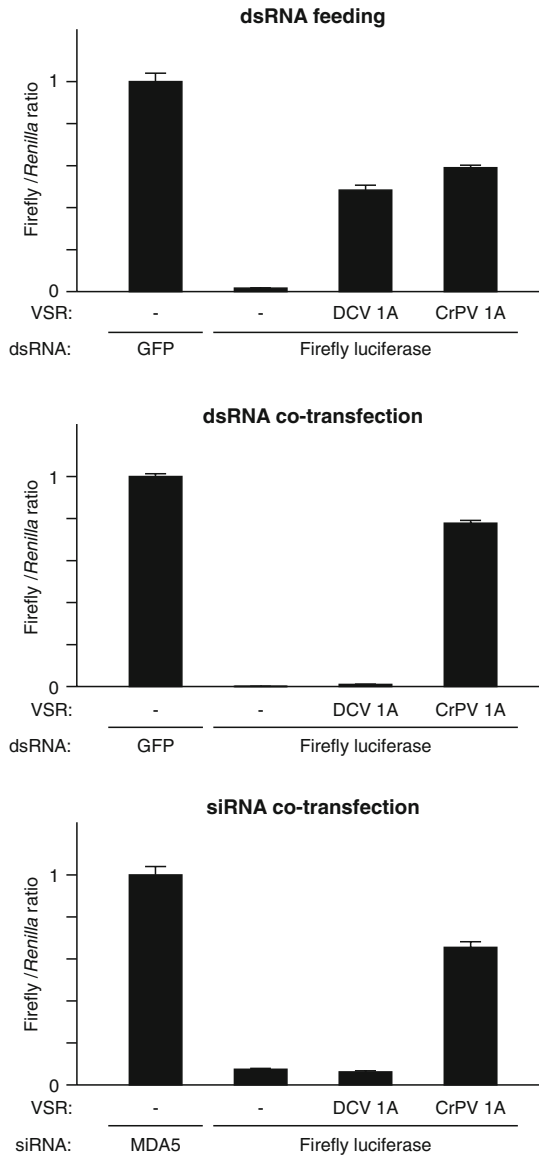 dsRNA feeding
Firefly /Renilla ratio
1
0
VSR: - - DCV 1A CrPV 1A
dsRNA: GFP Firefly luciferase
dsRNA co-transfection
Firefly /Renilla ratio
1
0
VSR: - - DCV 1A CrPV 1A
dsRNA: GFP Firefly luciferase
siRNA co-transfection
Firefly /Renilla ratio
1
0
VSR: - - DCV 1A CrPV 1A
siRNA: MDA5 Firefly luciferase